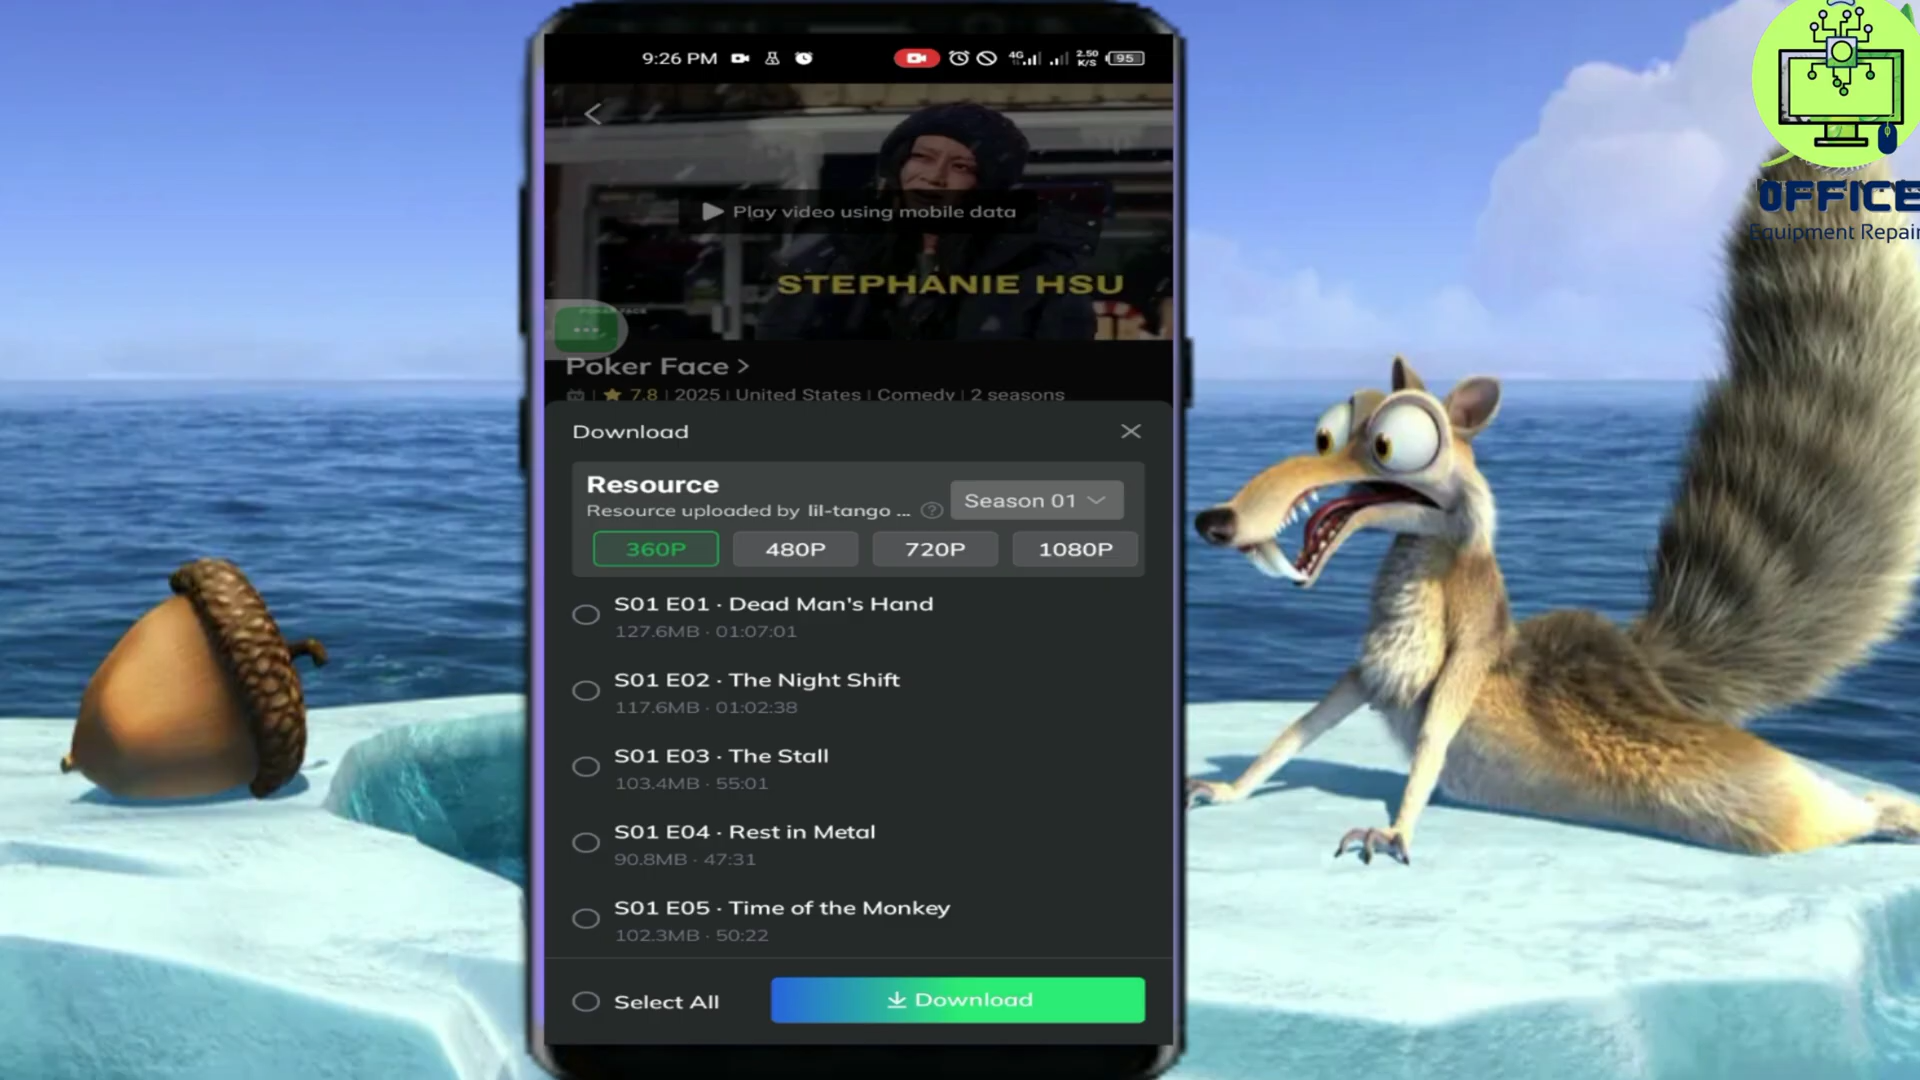 9:26 PM
4G
2.50
K/S
95
Play video using mobile data
STEPHANIE HSU
Poker Face >
7.8 | 2025 | United States | Comedy | 2 seasons
Download
Resource
Resource uploaded by lil-tango ...
?
Season 01
360P
480P
720P
1080P
S01 E01 · Dead Man's Hand
127.6MB · 01:07:01
S01 E02 · The Night Shift
117.6MB · 01:02:38
S01 E03 · The Stall
103.4MB · 55:01
S01 E04 · Rest in Metal
90.8MB · 47:31
S01 E05 · Time of the Monkey
102.3MB · 50:22
Select All
Download
OFFICE
Equipment Repair